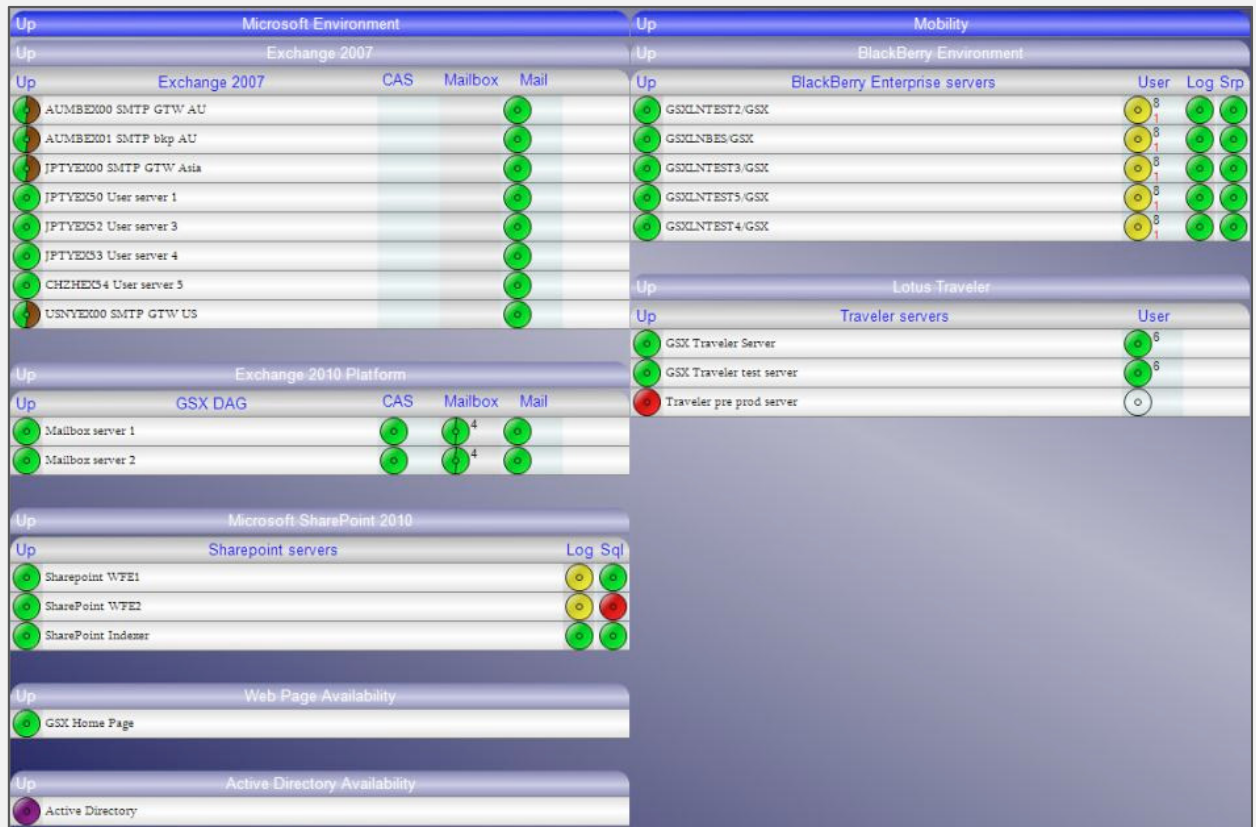 Up Microsoft Environment
Up Exchange 2007
Up Exchange 2007 CAS Mailbox Mail
AUMBEX00 SMTP GTW AU
AUMBEX01 SMTP bkp AU
JPTYEX00 SMTP GTW Asia
JPTYEX50 User server 1
JPTYEX52 User server 3
JPTYEX53 User server 4
CHZHEX54 User server 5
USNYEX00 SMTP GTW US
Up Exchange 2010 Platform
Up GSX DAG CAS Mailbox Mail
Mailbox server 1 4
Mailbox server 2 4
Up Microsoft SharePoint 2010
Up Sharepoint servers Log Sql
Sharepoint WFE1
SharePoint WFE2
SharePoint Indexer
Up Web Page Availability
GSX Home Page
Up Active Directory Availability
Active Directory
Up Mobility
Up BlackBerry Environment
Up BlackBerry Enterprise servers User Log Srp
GSXLNTEST2/GSX 8 1
GSXLNBES/GSX 8 1
GSXLNTEST3/GSX 8 1
GSXLNTEST5/GSX 8 1
GSXLNTEST4/GSX 8 1
Up Lotus Traveler
Up Traveler servers User
GSX Traveler Server 6
GSX Traveler test server 6
Traveler pre prod server